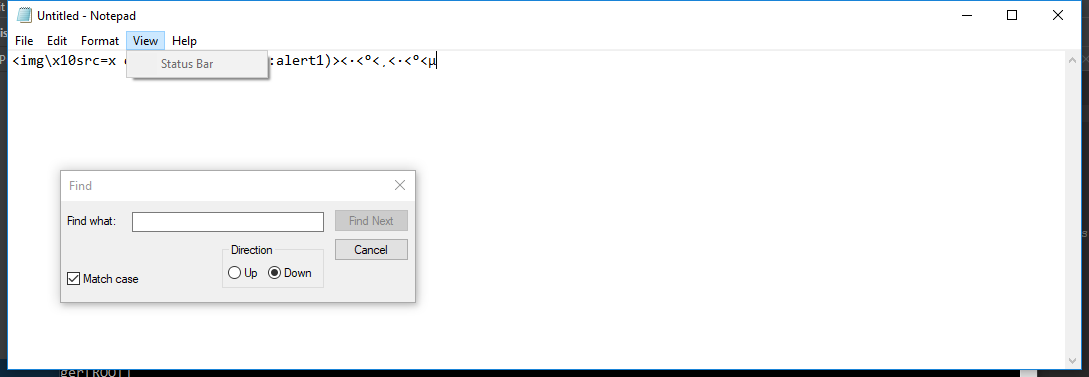 Untitled - Notepad
File Edit Format View Help
<img\x10src=x :alert1)><·<º<¸<·<º<µ
Status Bar
Find
Find what:
Find Next
Direction
Cancel
Up Down
Match case
ger[ROOT]